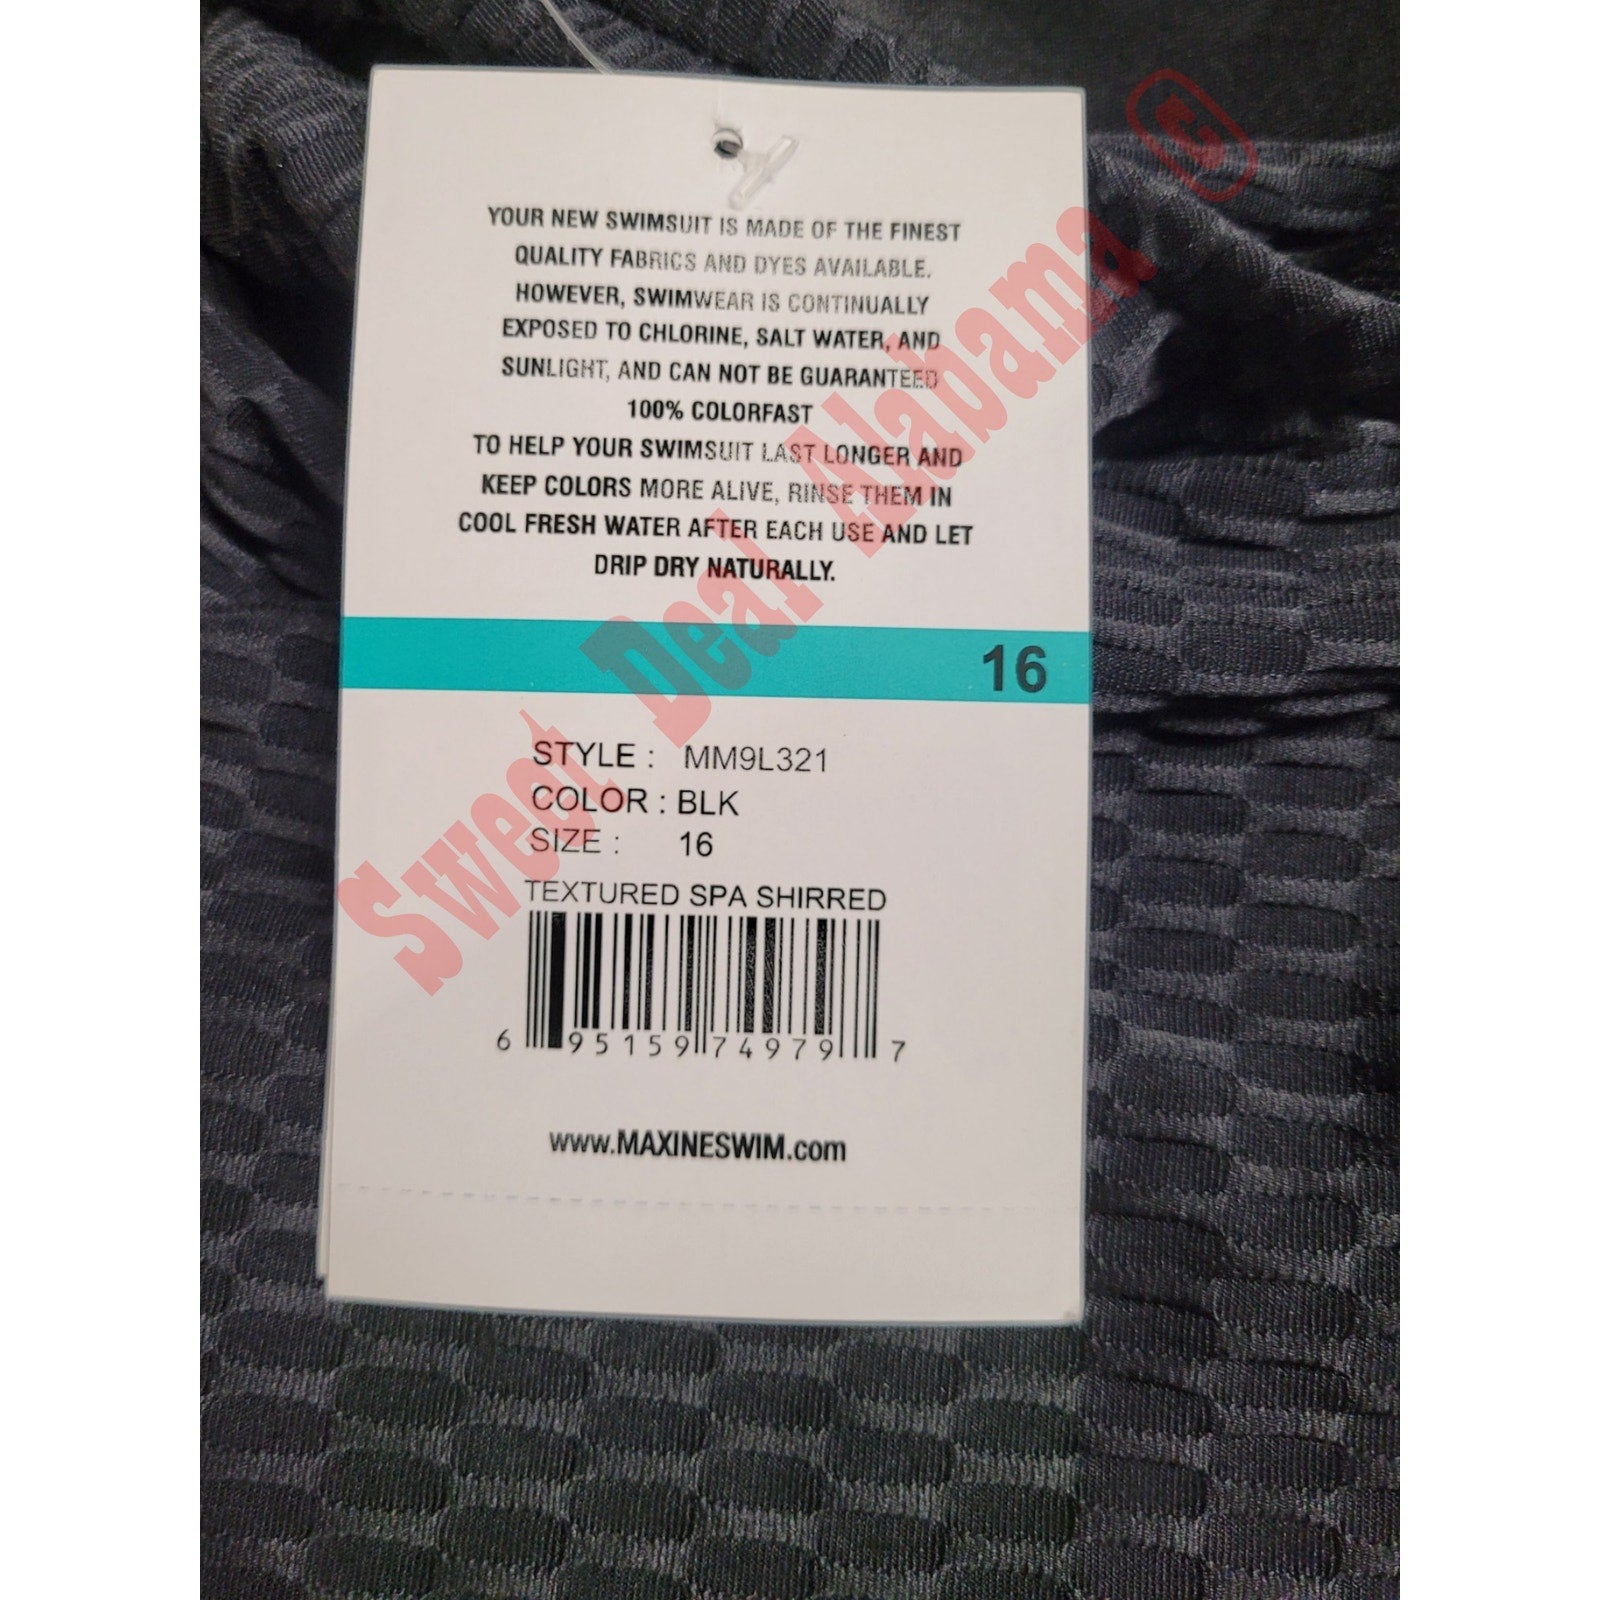 YOUR NEW SWIMSUIT IS MADE OF THE FINEST
QUALITY FABRICS AND DYES AVAILABLE.
HOWEVER, SWIMWEAR IS CONTINUALLY
EXPOSED TO CHLORINE, SALT WATER, AND
SUNLIGHT, AND CAN NOT BE GUARANTEED
100% COLORFAST
TO HELP YOUR SWIMSUIT LAST LONGER AND
KEEP COLORS MORE ALIVE, RINSE THEM IN
COOL FRESH WATER AFTER EACH USE AND LET
DRIP DRY NATURALLY.
16
STYLE : MM9L321
COLOR : BLK
SIZE : 16
TEXTURED SPA SHIRRED
6 95159 74979 7
www.MAXINESWIM.com
Sweet Deal Alabama ©